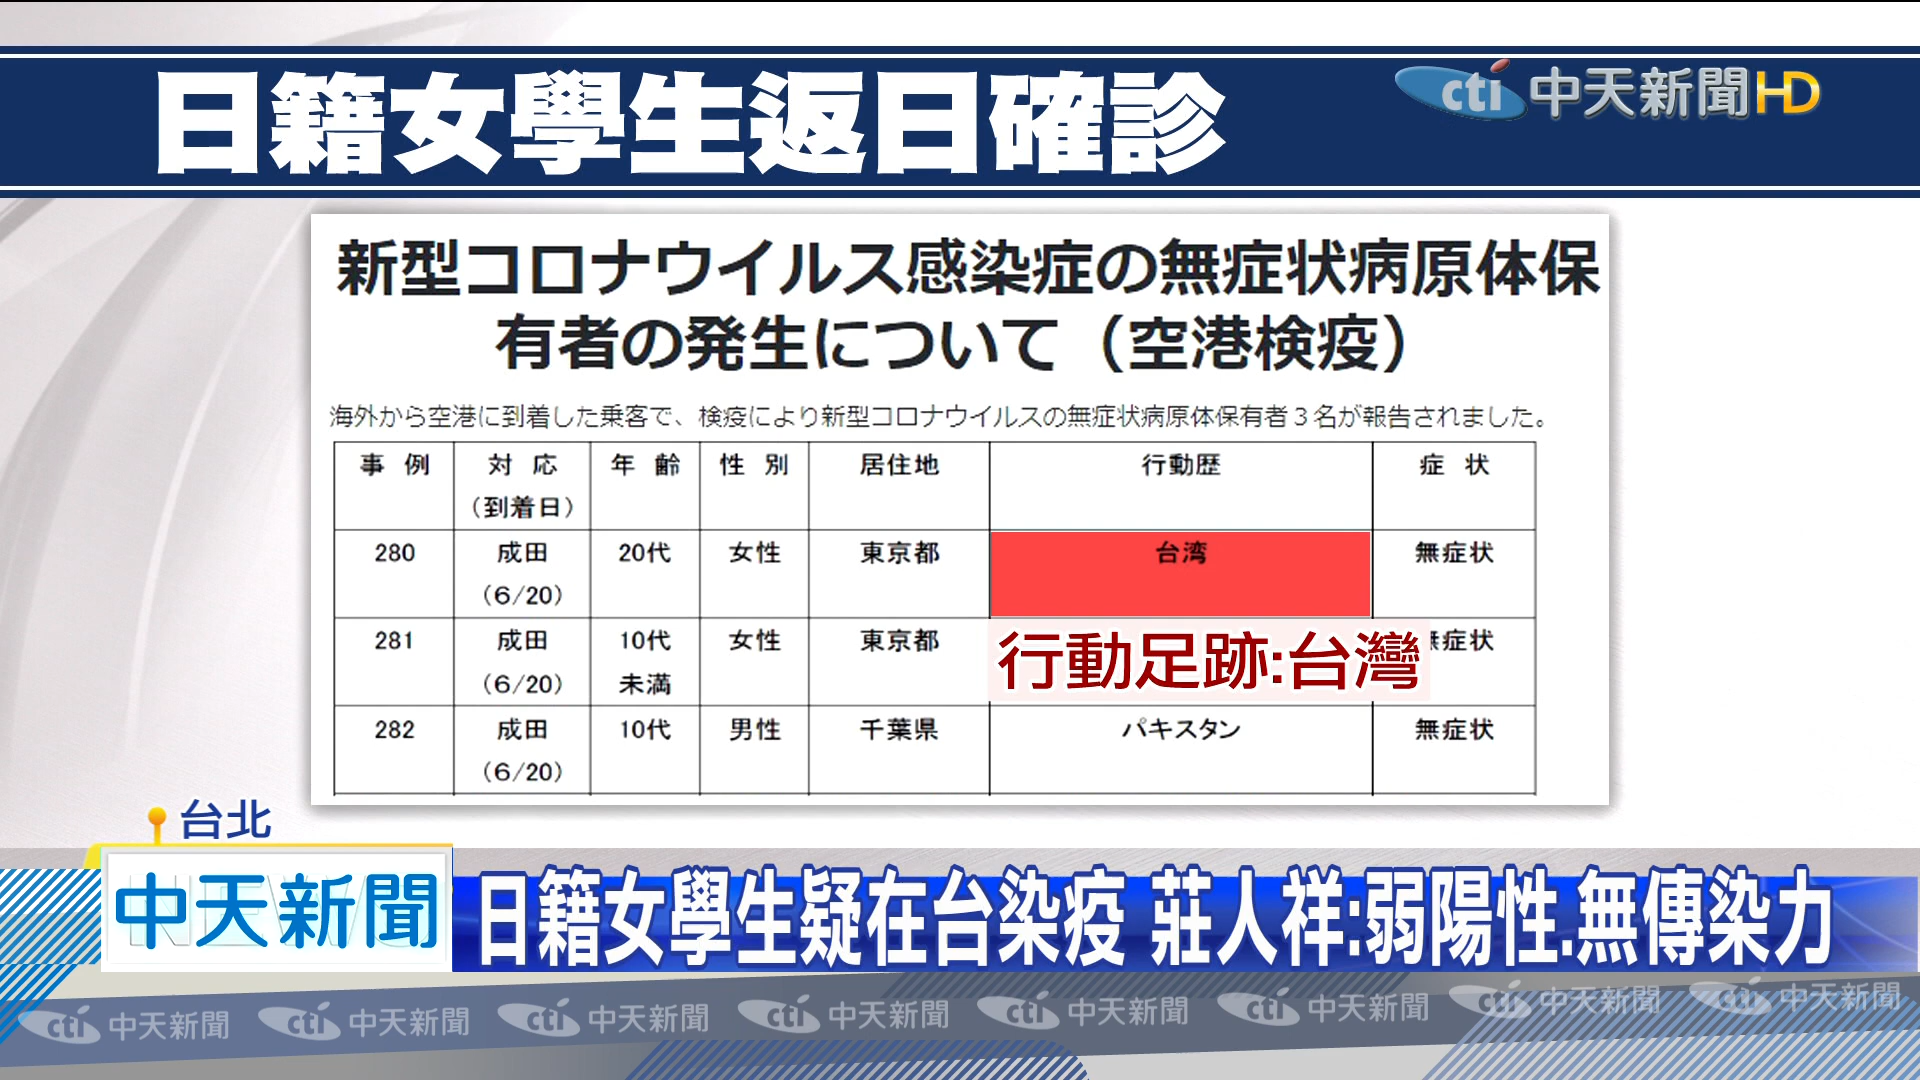 日籍女學生返日確診
cti 中天新聞HD
新型コロナウイルス感染症の無症状病原体保
有者の発生について（空港検疫）
海外から空港に到着した乗客で、検疫により新型コロナウイルスの無症状病原体保有者３名が報告されました。
事例 対応 年齢 性別 居住地 行動歴 症状
（到着日）
280 成田 20代 女性 東京都 台湾 無症状
（6/20）
281 成田 10代 女性 東京都 症状
行動足跡:台灣
（6/20） 未満
282 成田 10代 男性 千葉県 パキスタン 無症状
（6/20）
台北
中天新聞
日籍女學生疑在台染疫 莊人祥:弱陽性.無傳染力
cti 中天新聞 cti 中天新聞 cti 中天新聞 cti 中天新聞 cti 中天新聞 cti 中天新聞 cti 中天新聞 cti 中天新聞